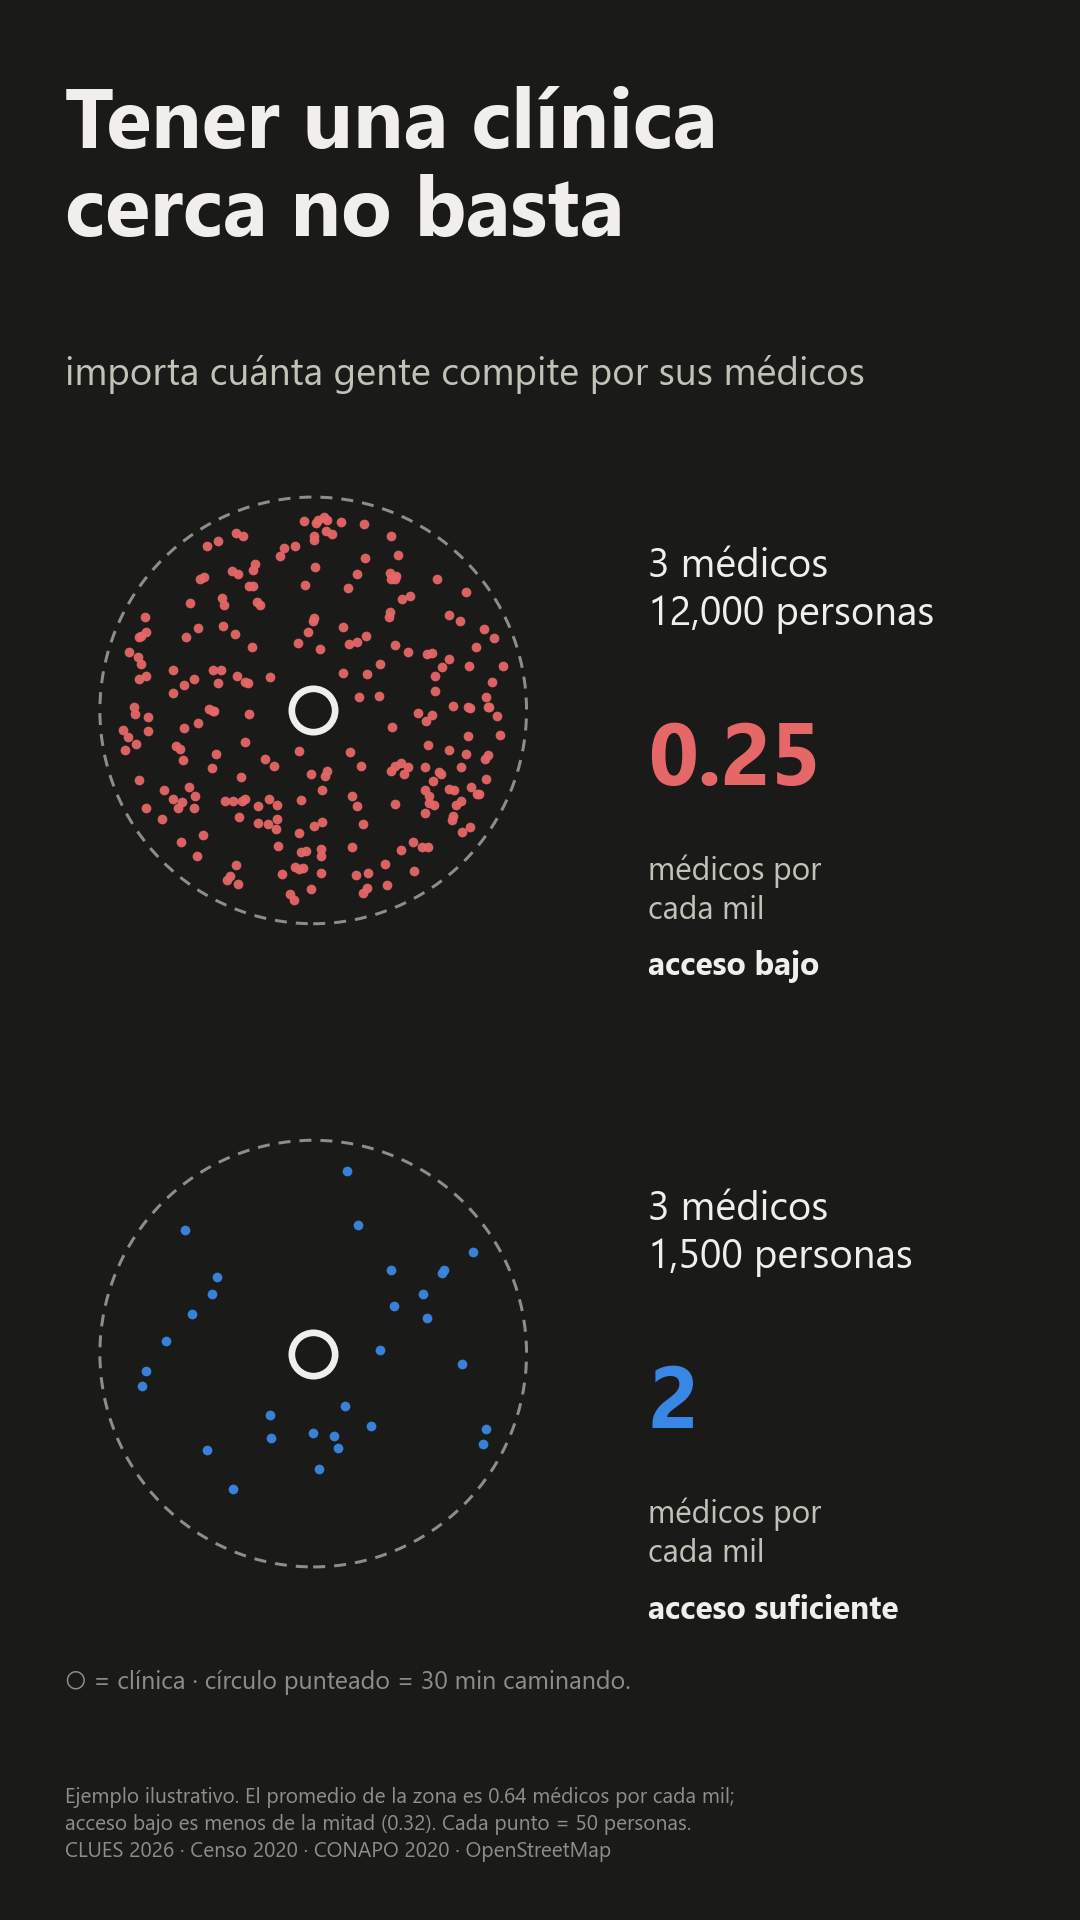 Tener una clínica
cerca no basta
importa cuánta gente compite por sus médicos
3 médicos
12,000 personas
0.25
médicos por
cada mil
acceso bajo
3 médicos
1,500 personas
2
médicos por
cada mil
acceso suficiente
○ = clínica · círculo punteado = 30 min caminando.
Ejemplo ilustrativo. El promedio de la zona es 0.64 médicos por cada mil;
acceso bajo es menos de la mitad (0.32). Cada punto = 50 personas.
CLUES 2026 · Censo 2020 · CONAPO 2020 · OpenStreetMap